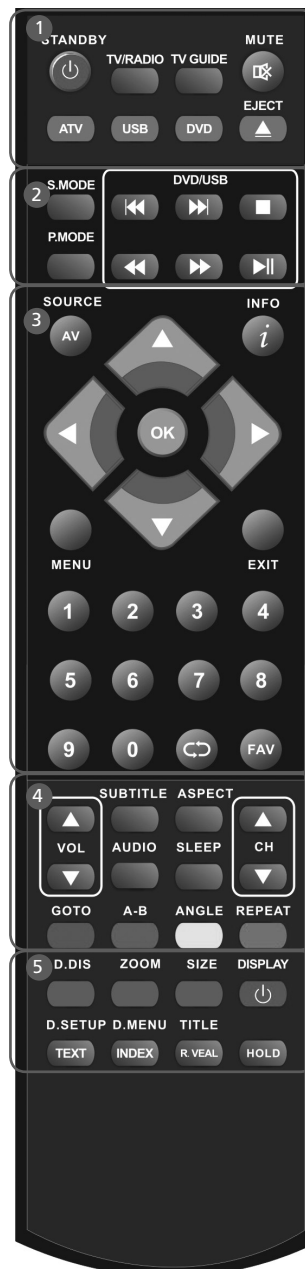 1
STANDBY MUTE
TV/RADIO TV GUIDE
EJECT
ATV USB DVD
2
S.MODE DVD/USB
P.MODE
SOURCE INFO
3
AV i
OK
MENU EXIT
1 2 3 4
5 6 7 8
9 0 FAV
4
SUBTITLE ASPECT
VOL AUDIO SLEEP CH
GOTO A-B ANGLE REPEAT
5
D.DIS ZOOM SIZE DISPLAY
D.SETUP D.MENU TITLE
TEXT INDEX R. VEAL HOLD